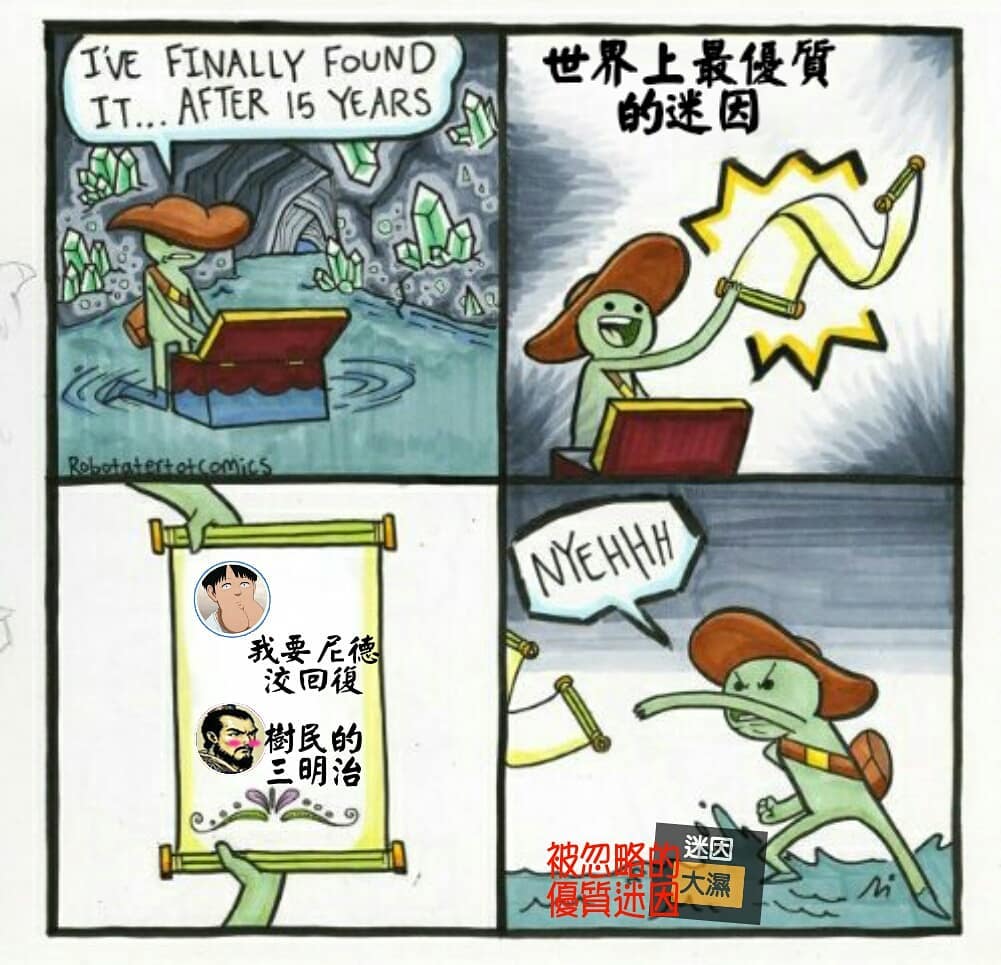 I'VE FINALLY FOUND
IT... AFTER 15 YEARS
Robotatertotcomics
世界上最優質
的迷因
我要尼德
洨回復
樹民的
三明治
NYEHHH
被忽略的
優質迷因
迷因
大濕